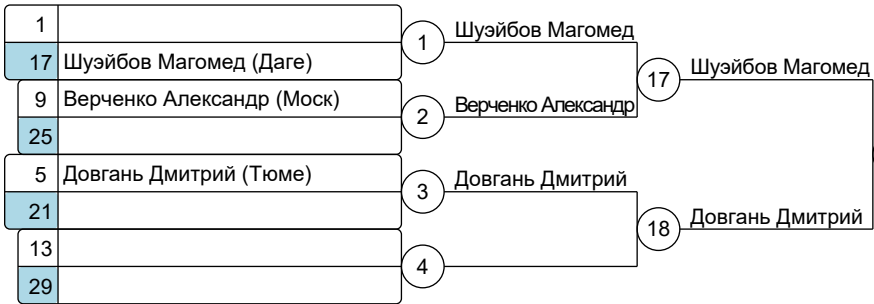 1
17 Шуэйбов Магомед (Даге)
1 Шуэйбов Магомед
9 Верченко Александр (Моск)
25
2 Верченко Александр
17 Шуэйбов Магомед
5 Довгань Дмитрий (Тюме)
21
3 Довгань Дмитрий
13
29
4
18 Довгань Дмитрий